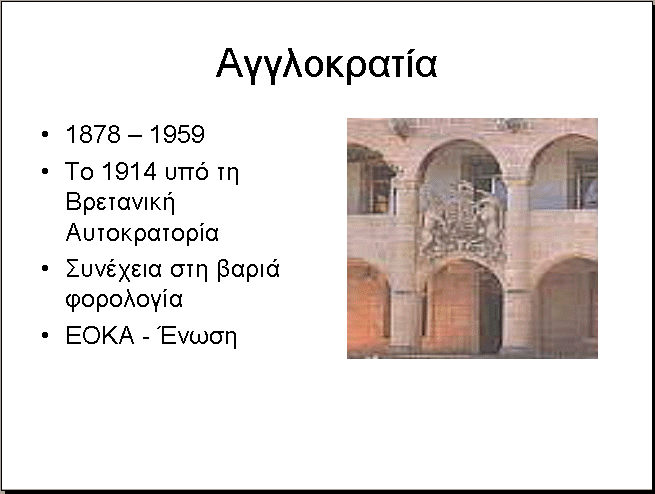 Αγγλοκρατία
• 1878 – 1959
• Το 1914 υπό τη
Βρετανική
Αυτοκρατορία
• Συνέχεια στη βαριά
φορολογία
• ΕΟΚΑ - Ένωση